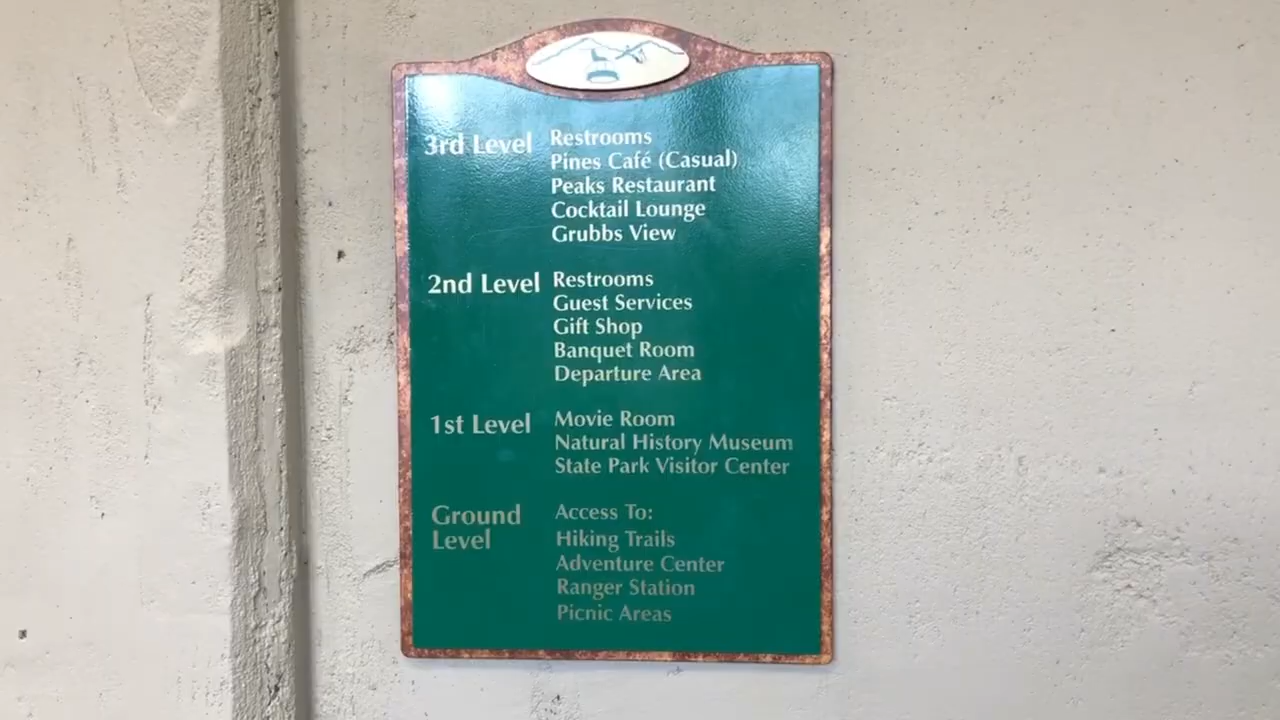 3rd Level Restrooms
Pines Café (Casual)
Peaks Restaurant
Cocktail Lounge
Grubbs View
2nd Level Restrooms
Guest Services
Gift Shop
Banquet Room
Departure Area
1st Level Movie Room
Natural History Museum
State Park Visitor Center
Ground Level
Access To:
Hiking Trails
Adventure Center
Ranger Station
Picnic Areas